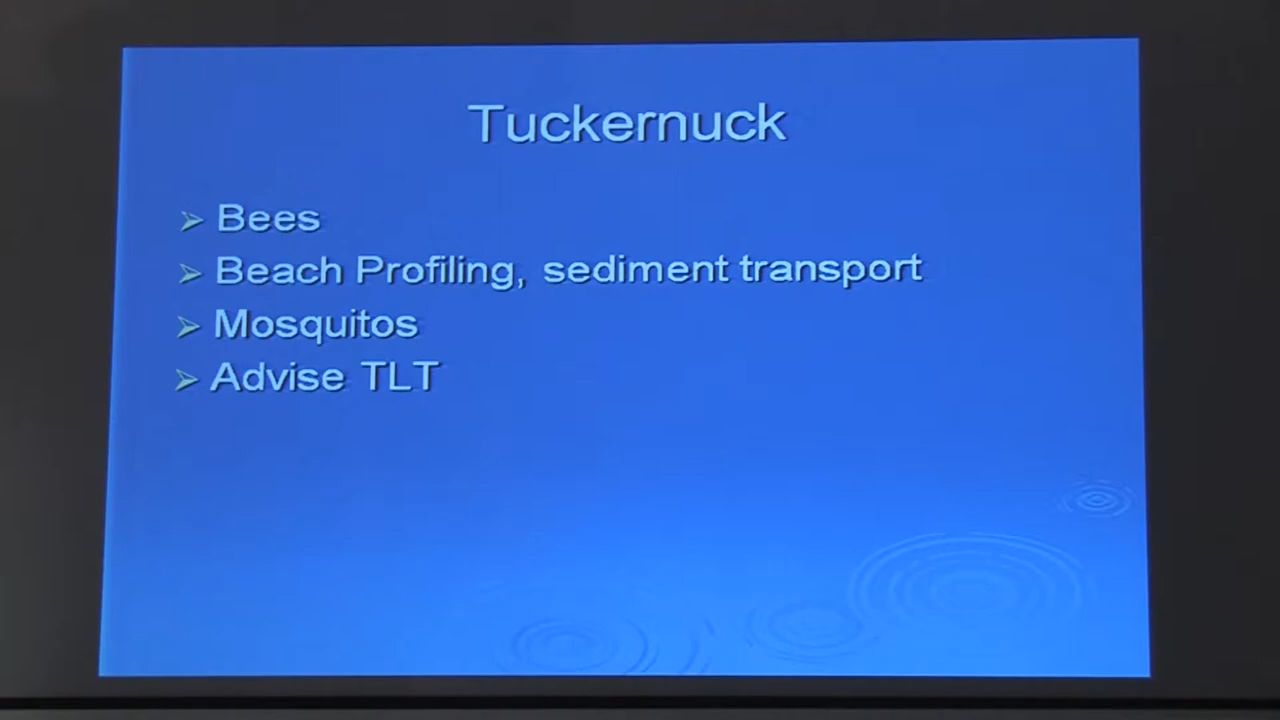 Tuckernuck
➢ Bees
➢ Beach Profiling, sediment transport
➢ Mosquitos
➢ Advise TLT